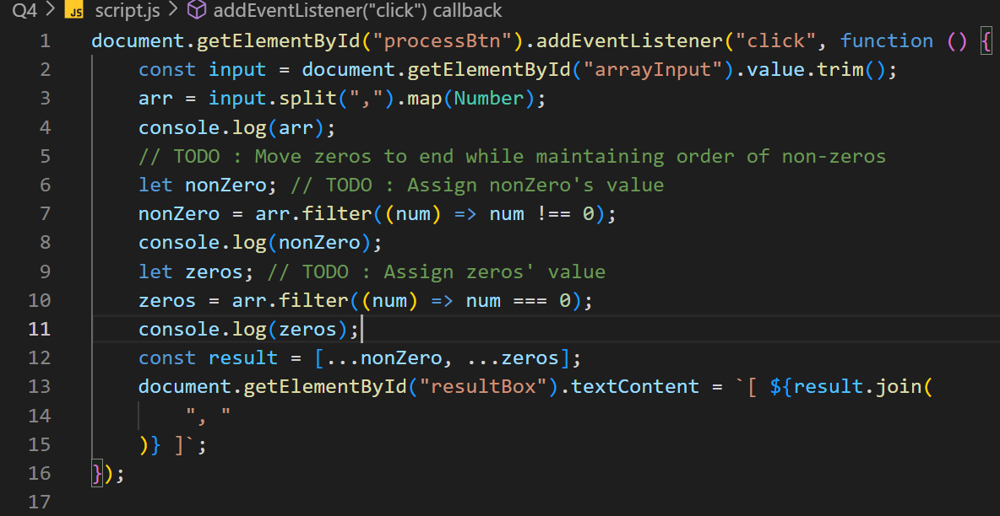 Q4 > JS script.js > addEventListener("click") callback
1 document.getElementById("processBtn").addEventListener("click", function () {
2 const input = document.getElementById("arrayInput").value.trim();
3 arr = input.split(",").map(Number);
4 console.log(arr);
5 // TODO : Move zeros to end while maintaining order of non-zeros
6 let nonZero; // TODO : Assign nonZero's value
7 nonZero = arr.filter((num) => num !== 0);
8 console.log(nonZero);
9 let zeros; // TODO : Assign zeros' value
10 zeros = arr.filter((num) => num === 0);
11 console.log(zeros);
12 const result = [...nonZero, ...zeros];
13 document.getElementById("resultBox").textContent = `[ ${result.join(
14 ", "
15 )} ]`;
16 });
17